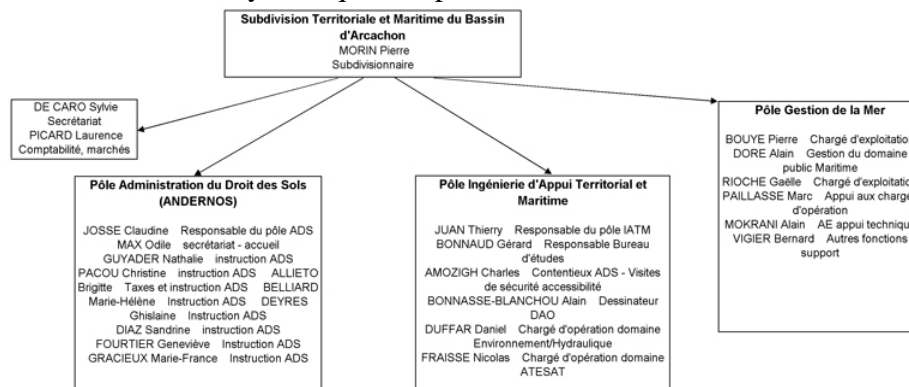 Subdivision Territoriale et Maritime du Bassin
d'Arcachon
MORIN Pierre
Subdivisionnaire
DE CARO Sylvie
Secrétariat
PICARD Laurence
Comptabilité, marchés
Pôle Administration du Droit des Sols
(ANDERNOS)
JOSSE Claudine Responsable du pôle ADS
MAX Odile secrétariat - accueil
GUYADER Nathalie instruction ADS
PACOU Christine instruction ADS ALLIETO
Brigitte Taxes et instruction ADS BELLIARD
Marie-Hélène Instruction ADS DEYRES
Ghislaine Instruction ADS
DIAZ Sandrine instruction ADS
FOURTIER Geneviève Instruction ADS
GRACIEUX Marie-France Instruction ADS
Pôle Ingénierie d'Appui Territorial et
Maritime
JUAN Thierry Responsable du pôle IATM
BONNAUD Gérard Responsable Bureau
d'études
AMOZIGH Charles Contentieux ADS - Visites
de sécurité accessibilité
BONNASSE-BLANCHOU Alain Dessinateur
DAO
DUFFAR Daniel Chargé d'opération domaine
Environnement/Hydraulique
FRAISSE Nicolas Chargé d'opération domaine
ATESAT
Pôle Gestion de la Mer
BOUYE Pierre Chargé d'exploitatio
DORE Alain Gestion du domaine
public Maritime
RIOCHE Gaëlle Chargé d'exploitatio
PAILLASSE Marc Appui aux charge
d'opération
MOKRANI Alain AE appui techniqu
VIGIER Bernard Autres fonctions
support